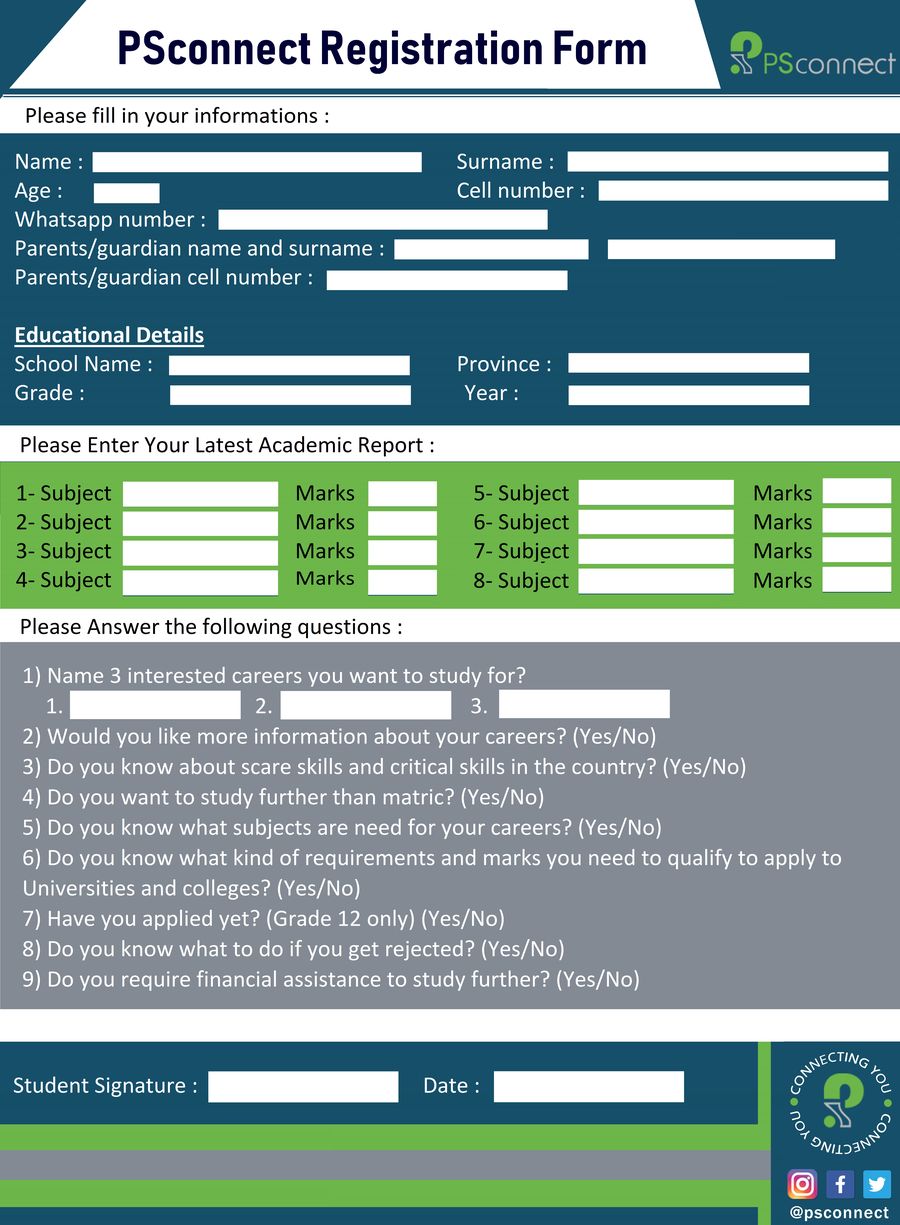 PSconnect Registration Form
PSconnect
Please fill in your informations :
Name : Surname :
Age : Cell number :
Whatsapp number :
Parents/guardian name and surname :
Parents/guardian cell number :
Educational Details
School Name : Province :
Grade : Year :
Please Enter Your Latest Academic Report :
1- Subject Marks 5- Subject Marks
2- Subject Marks 6- Subject Marks
3- Subject Marks 7- Subject Marks
4- Subject Marks 8- Subject Marks
Please Answer the following questions :
1) Name 3 interested careers you want to study for?
1. 2. 3.
2) Would you like more information about your careers? (Yes/No)
3) Do you know about scare skills and critical skills in the country? (Yes/No)
4) Do you want to study further than matric? (Yes/No)
5) Do you know what subjects are need for your careers? (Yes/No)
6) Do you know what kind of requirements and marks you need to qualify to apply to
Universities and colleges? (Yes/No)
7) Have you applied yet? (Grade 12 only) (Yes/No)
8) Do you know what to do if you get rejected? (Yes/No)
9) Do you require financial assistance to study further? (Yes/No)
Student Signature : Date :
CONNECTING YOU
CONNECTING YOU
@psconnect